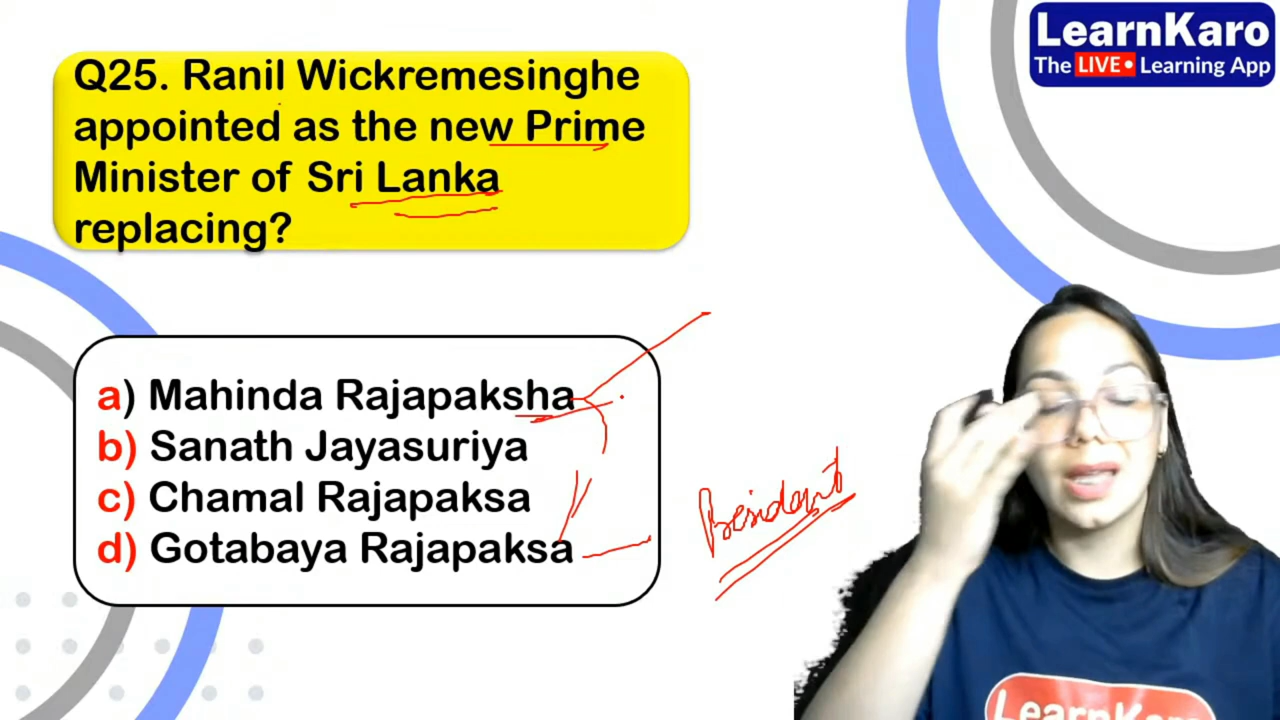 LearnKaro
The LIVE Learning App
Q25. Ranil Wickremesinghe
appointed as the new Prime
Minister of Sri Lanka
replacing?
a) Mahinda Rajapaksha
b) Sanath Jayasuriya
c) Chamal Rajapaksa
d) Gotabaya Rajapaksa
President
LearnKaro